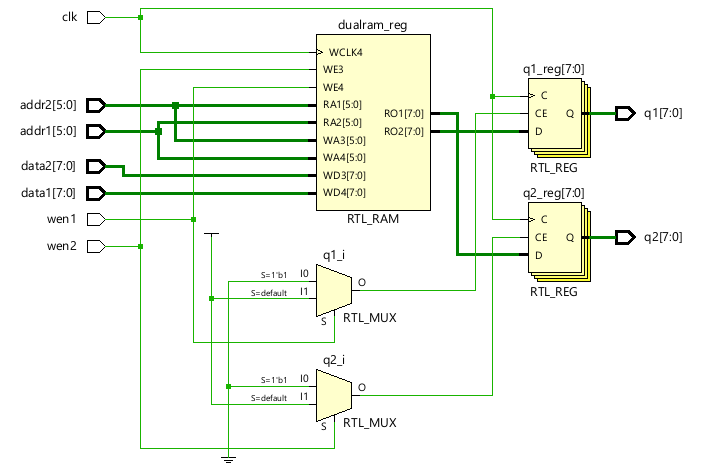 clk
addr2[5:0]
addr1[5:0]
data2[7:0]
data1[7:0]
wen1
wen2
dualram_reg
WCLK4
WE3
WE4
RA1[5:0]
RA2[5:0]
WA3[5:0]
WA4[5:0]
WD3[7:0]
WD4[7:0]
RO1[7:0]
RO2[7:0]
RTL_RAM
q1_i
S=1'b1
I0
S=default
I1
O
S
RTL_MUX
q2_i
S=1'b1
I0
S=default
I1
O
S
RTL_MUX
q1_reg[7:0]
C
CE
Q
D
RTL_REG
q1[7:0]
q2_reg[7:0]
C
CE
Q
D
RTL_REG
q2[7:0]